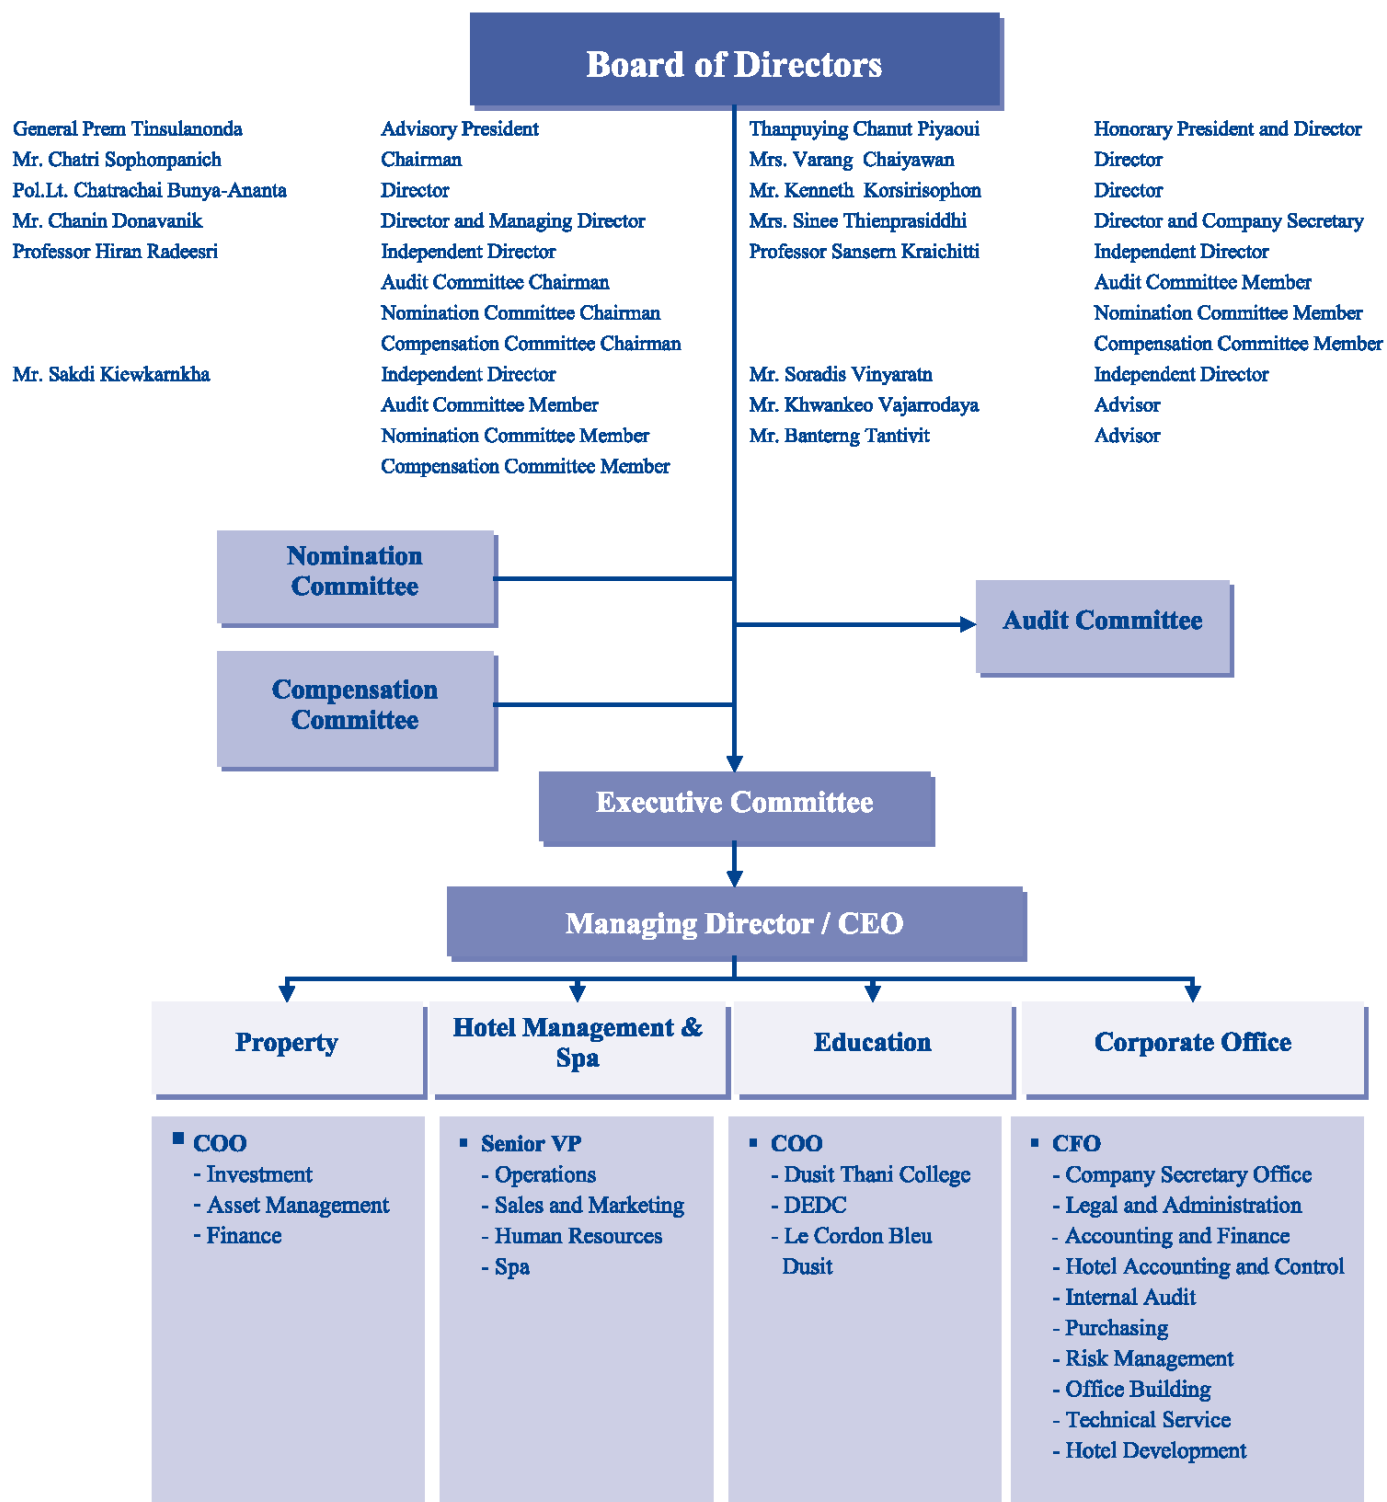 Board of Directors
General Prem Tinsulanonda Advisory President Thanpuying Chanut Piyaoui Honorary President and Director
Mr. Chatri Sophonpanich Chairman Mrs. Varang Chaiyawan Director
Pol.Lt. Chatrachai Bunya-Ananta Director Mr. Kenneth Korsirisophon Director
Mr. Chanin Donavanik Director and Managing Director Mrs. Sinee Thienprasiddhi Director and Company Secretary
Professor Hiran Radeesri Independent Director Professor Sansern Kraichitti Independent Director
Audit Committee Chairman Audit Committee Member
Nomination Committee Chairman Nomination Committee Member
Compensation Committee Chairman Compensation Committee Member
Mr. Sakdi Kiewkarnkha Independent Director Mr. Soradis Vinyaratn Independent Director
Audit Committee Member Mr. Khwankeo Vajarrodaya Advisor
Nomination Committee Member Mr. Banterng Tantivit Advisor
Compensation Committee Member
Nomination
Committee
Audit Committee
Compensation
Committee
Executive Committee
Managing Director / CEO
Property
Hotel Management &
Spa
Education
Corporate Office
▪ COO
- Investment
- Asset Management
- Finance
▪ Senior VP
- Operations
- Sales and Marketing
- Human Resources
- Spa
▪ COO
- Dusit Thani College
- DEDC
- Le Cordon Bleu
Dusit
▪ CFO
- Company Secretary Office
- Legal and Administration
- Accounting and Finance
- Hotel Accounting and Control
- Internal Audit
- Purchasing
- Risk Management
- Office Building
- Technical Service
- Hotel Development